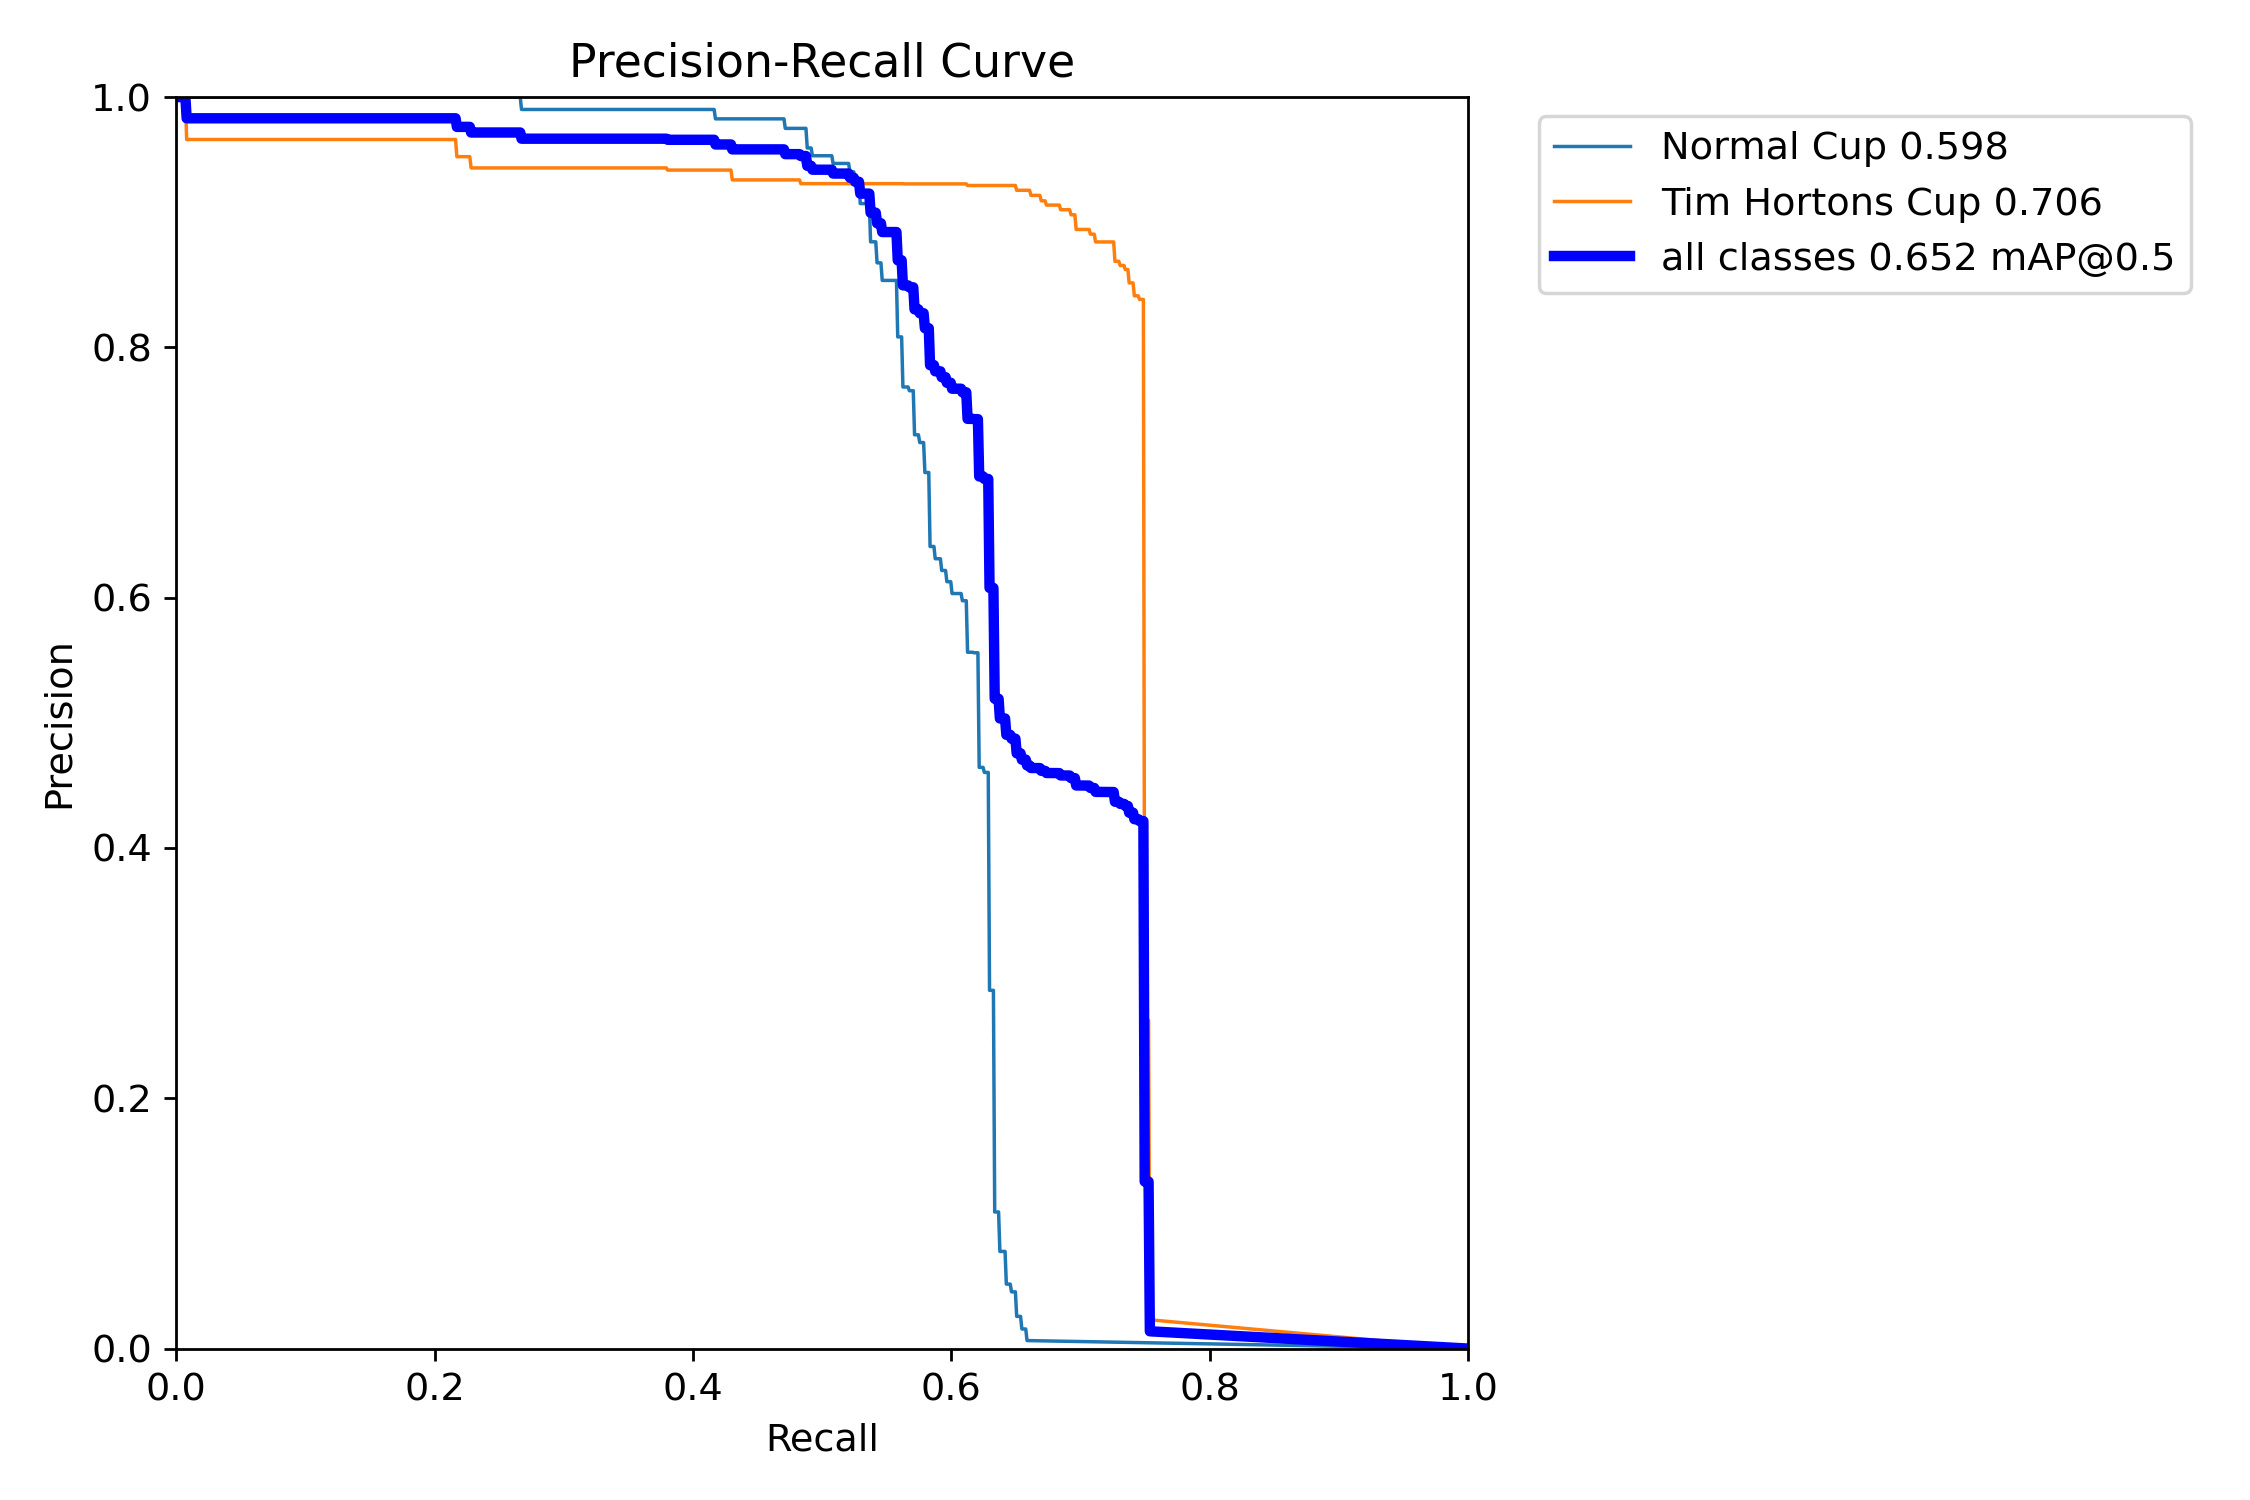 Precision-Recall Curve
Normal Cup 0.598
Tim Hortons Cup 0.706
all classes 0.652 mAP@0.5
1.0
0.8
0.6
0.4
0.2
0.0
Precision
0.0 0.2 0.4 0.6 0.8 1.0
Recall